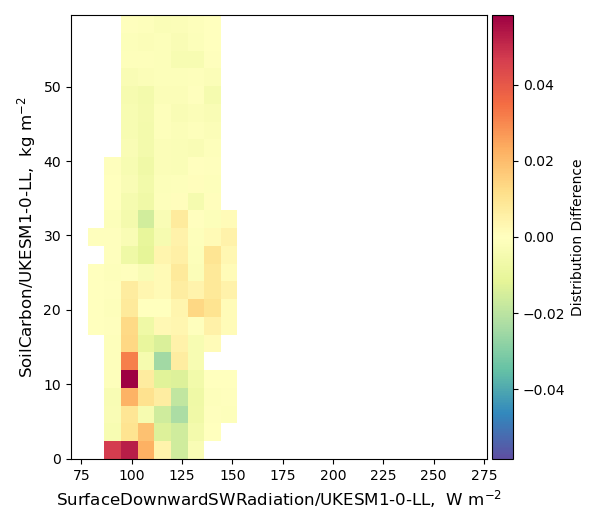 SoilCarbon/UKESM1-0-LL, kg m⁻²
50
40
30
20
10
0
75 100 125 150 175 200 225 250 275
SurfaceDownwardSWRadiation/UKESM1-0-LL, W m⁻²
0.04
0.02
0.00
−0.02
−0.04
Distribution Difference